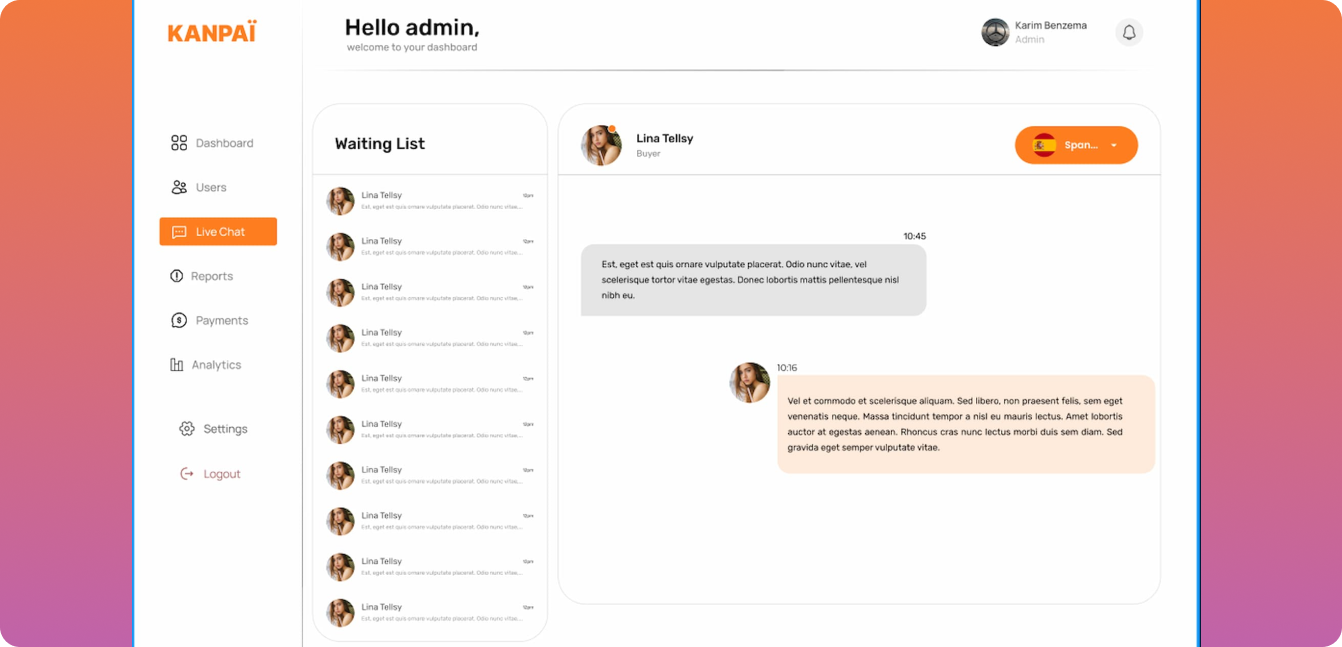 KANPAÏ
Hello admin,
welcome to your dashboard
Karim Benzema
Admin
Dashboard
Users
Live Chat
Reports
Payments
Analytics
Settings
Logout
Waiting List
Lina Tellsy
10am
Est, eget est quis ornare vulputate placerat. Odio nunc vitae,...
Lina Tellsy
10am
Est, eget est quis ornare vulputate placerat. Odio nunc vitae,...
Lina Tellsy
10am
Est, eget est quis ornare vulputate placerat. Odio nunc vitae,...
Lina Tellsy
10am
Est, eget est quis ornare vulputate placerat. Odio nunc vitae,...
Lina Tellsy
10am
Est, eget est quis ornare vulputate placerat. Odio nunc vitae,...
Lina Tellsy
10am
Est, eget est quis ornare vulputate placerat. Odio nunc vitae,...
Lina Tellsy
10am
Est, eget est quis ornare vulputate placerat. Odio nunc vitae,...
Lina Tellsy
10am
Est, eget est quis ornare vulputate placerat. Odio nunc vitae,...
Lina Tellsy
10am
Est, eget est quis ornare vulputate placerat. Odio nunc vitae,...
Lina Tellsy
10am
Est, eget est quis ornare vulputate placerat. Odio nunc vitae,...
Lina Tellsy
Buyer
Span...
10:45
Est, eget est quis ornare vulputate placerat. Odio nunc vitae, vel
scelerisque tortor vitae egestas. Donec lobortis mattis pellentesque nisl
nibh eu.
10:16
Vel et commodo et scelerisque aliquam. Sed libero, non praesent felis, sem eget
venenatis neque. Massa tincidunt tempor a nisl eu mauris lectus. Amet lobortis
auctor at egestas aenean. Rhoncus cras nunc lectus morbi duis sem diam. Sed
gravida eget semper vulputate vitae.